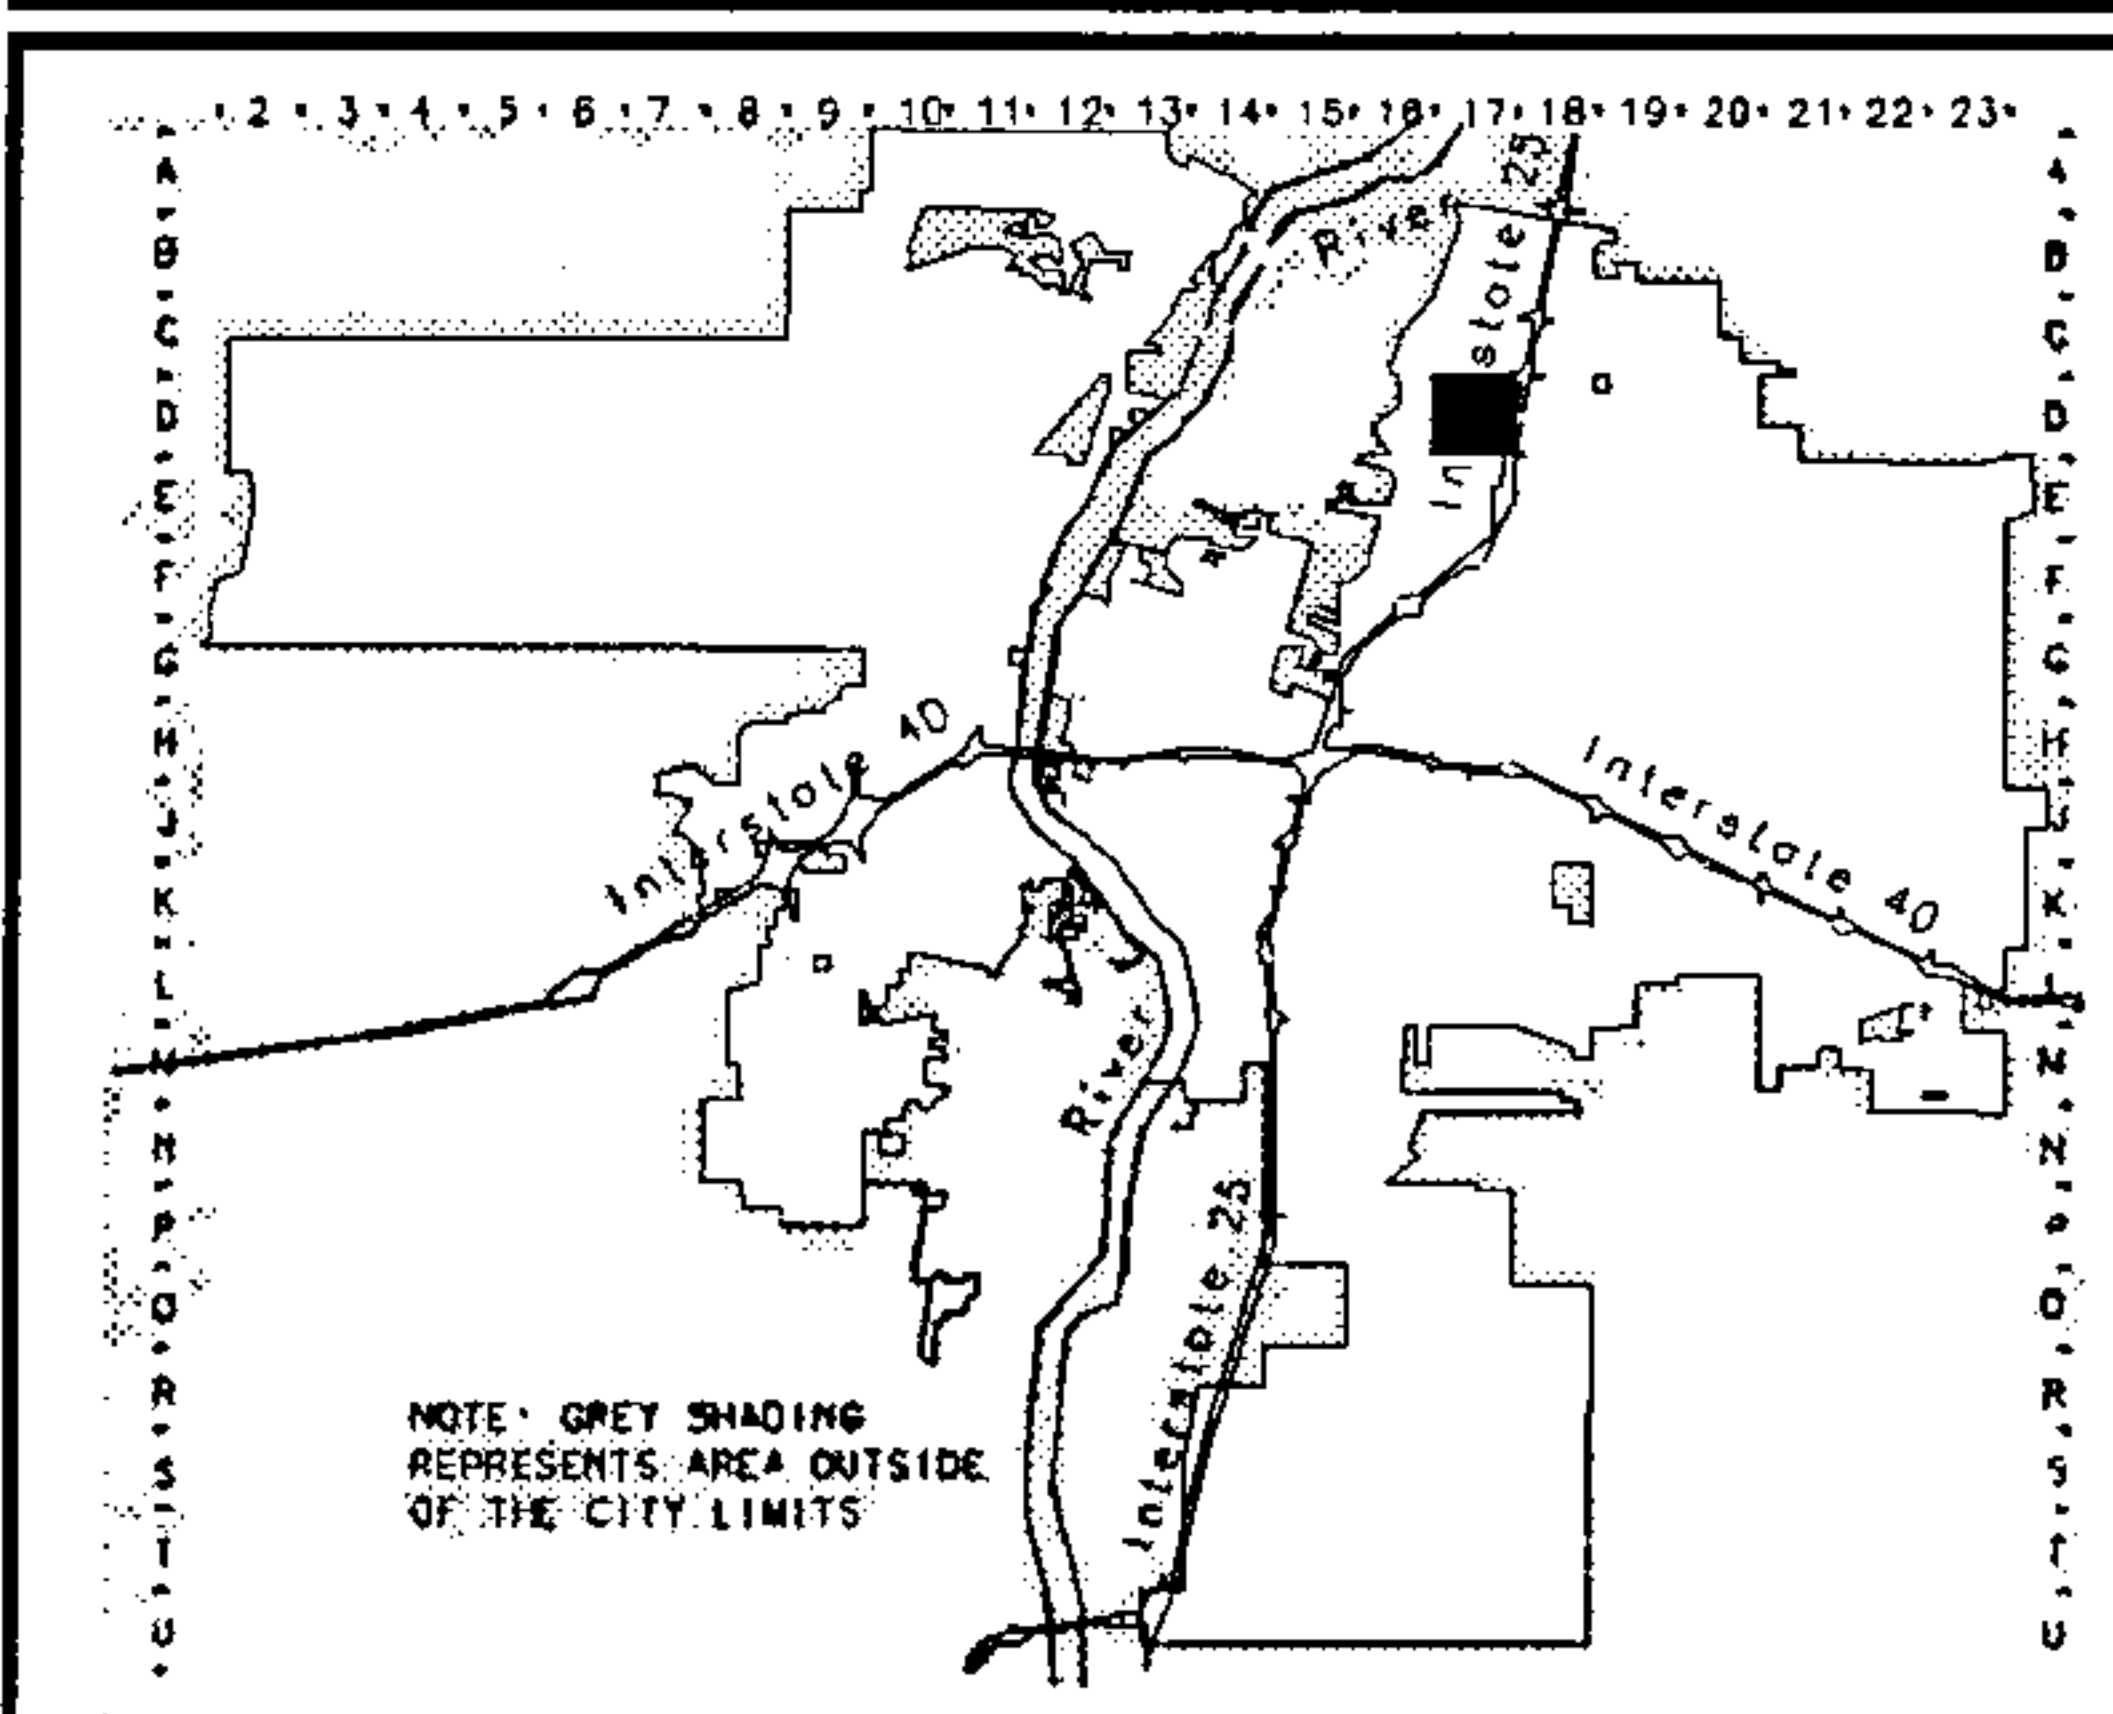 2 3 4 5 6 7 8 9 10 11 12 13 14 15 16 17 18 19 20 21 22 23
A A
B B
C C
D D
E E
F F
G G
H H
J J
K K
L L
M M
N N
P P
Q Q
R R
S S
T T
U U
River
Interstate 25
Interstate 40
Interstate 40
River
Interstate 25
NOTE: GREY SHADING
REPRESENTS AREA OUTSIDE
OF THE CITY LIMITS